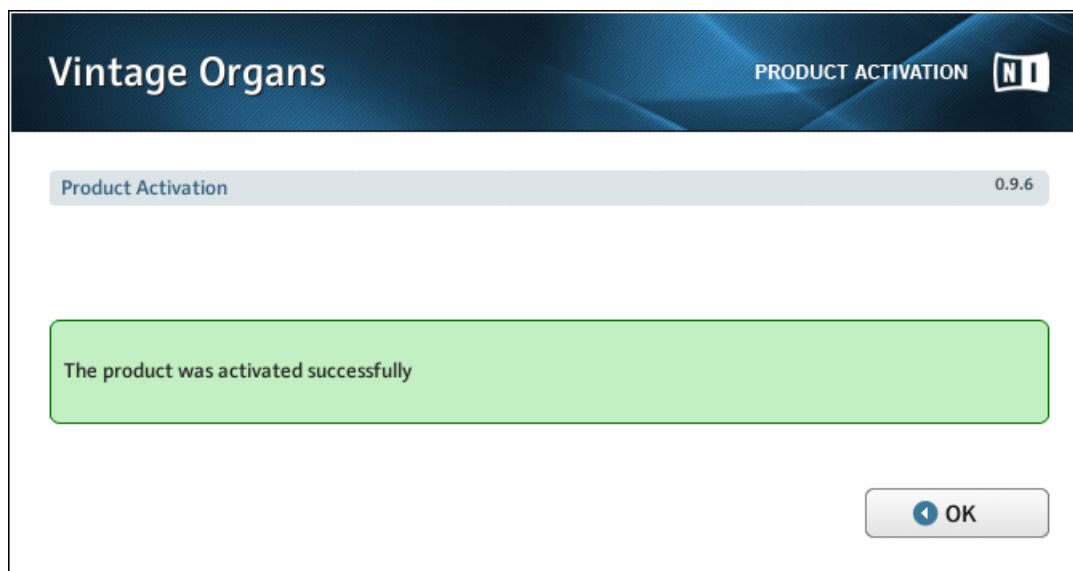 Vintage Organs
PRODUCT ACTIVATION NI
Product Activation 0.9.6
The product was activated successfully
OK